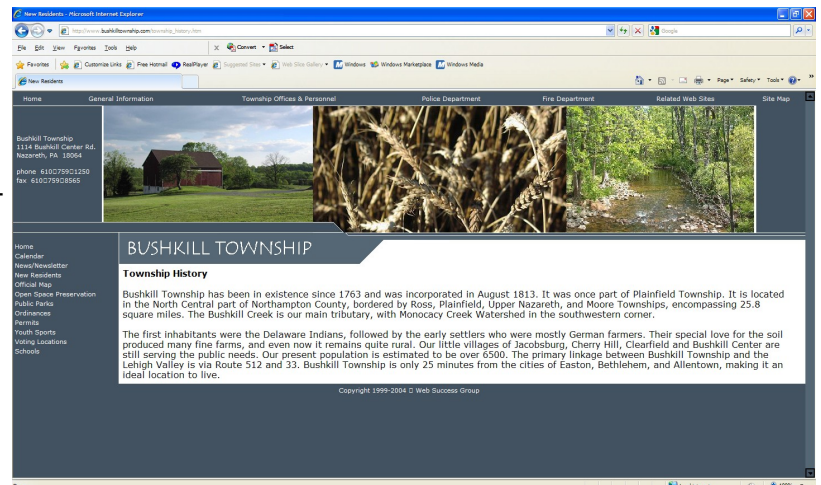 New Residents - Microsoft Internet Explorer
http://www.bushkilltownship.com/township_history.htm
Google
File Edit View Favorites Tools Help
X Convert Select
Favorites Customize Links Free Hotmail RealPlayer Suggested Sites Web Slice Gallery Windows Windows Marketplace Windows Media
New Residents
Page Safety Tools
Home General Information Township Offices & Personnel Police Department Fire Department Related Web Sites Site Map
Bushkill Township
1114 Bushkill Center Rd.
Nazareth, PA 18064
phone 610▯759▯1250
fax 610▯759▯8565
BUSHKILL TOWNSHIP
Home
Calendar
News/Newsletter
New Residents
Official Map
Open Space Preservation
Public Parks
Ordinances
Permits
Youth Sports
Voting Locations
Schools
Township History
Bushkill Township has been in existence since 1763 and was incorporated in August 1813. It was once part of Plainfield Township. It is located
in the North Central part of Northampton County, bordered by Ross, Plainfield, Upper Nazareth, and Moore Townships, encompassing 25.8
square miles. The Bushkill Creek is our main tributary, with Monocacy Creek Watershed in the southwestern corner.
The first inhabitants were the Delaware Indians, followed by the early settlers who were mostly German farmers. Their special love for the soil
produced many fine farms, and even now it remains quite rural. Our little villages of Jacobsburg, Cherry Hill, Clearfield and Bushkill Center are
still serving the public needs. Our present population is estimated to be over 6500. The primary linkage between Bushkill Township and the
Lehigh Valley is via Route 512 and 33. Bushkill Township is only 25 minutes from the cities of Easton, Bethlehem, and Allentown, making it an
ideal location to live.
Copyright 1999-2004 ▯ Web Success Group